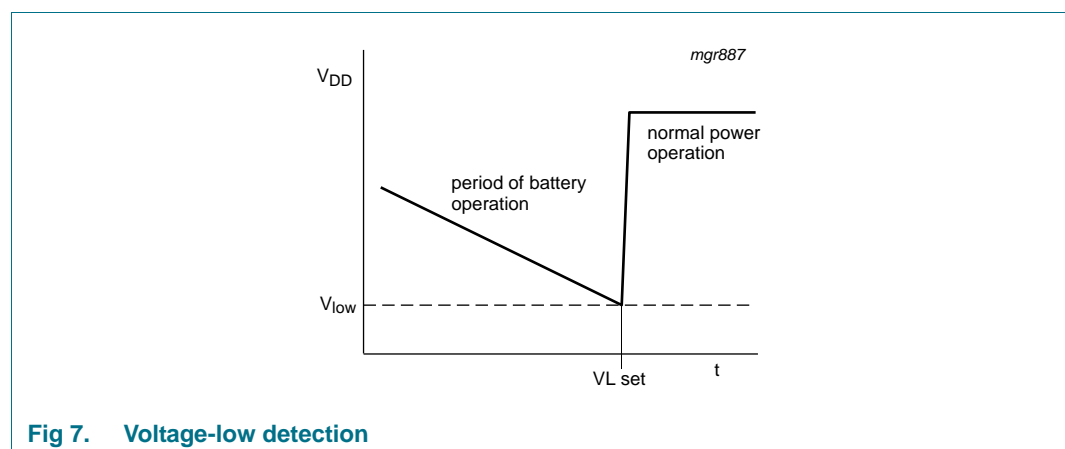 mgr887
VDD
normal power
operation
period of battery
operation
Vlow
VL set
t
Fig 7. Voltage-low detection